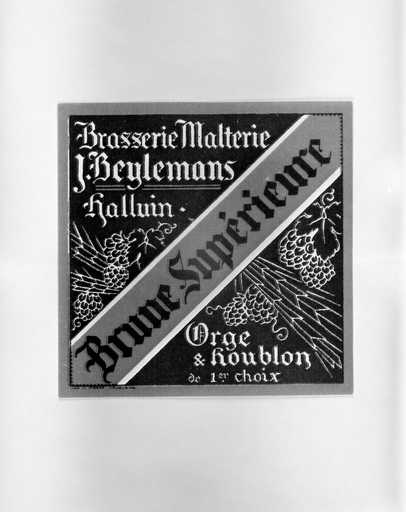 Brasserie Malterie
J. Beylemans
· Halluin ·
Brune Supérieure
Orge
& houblon
de 1er choix